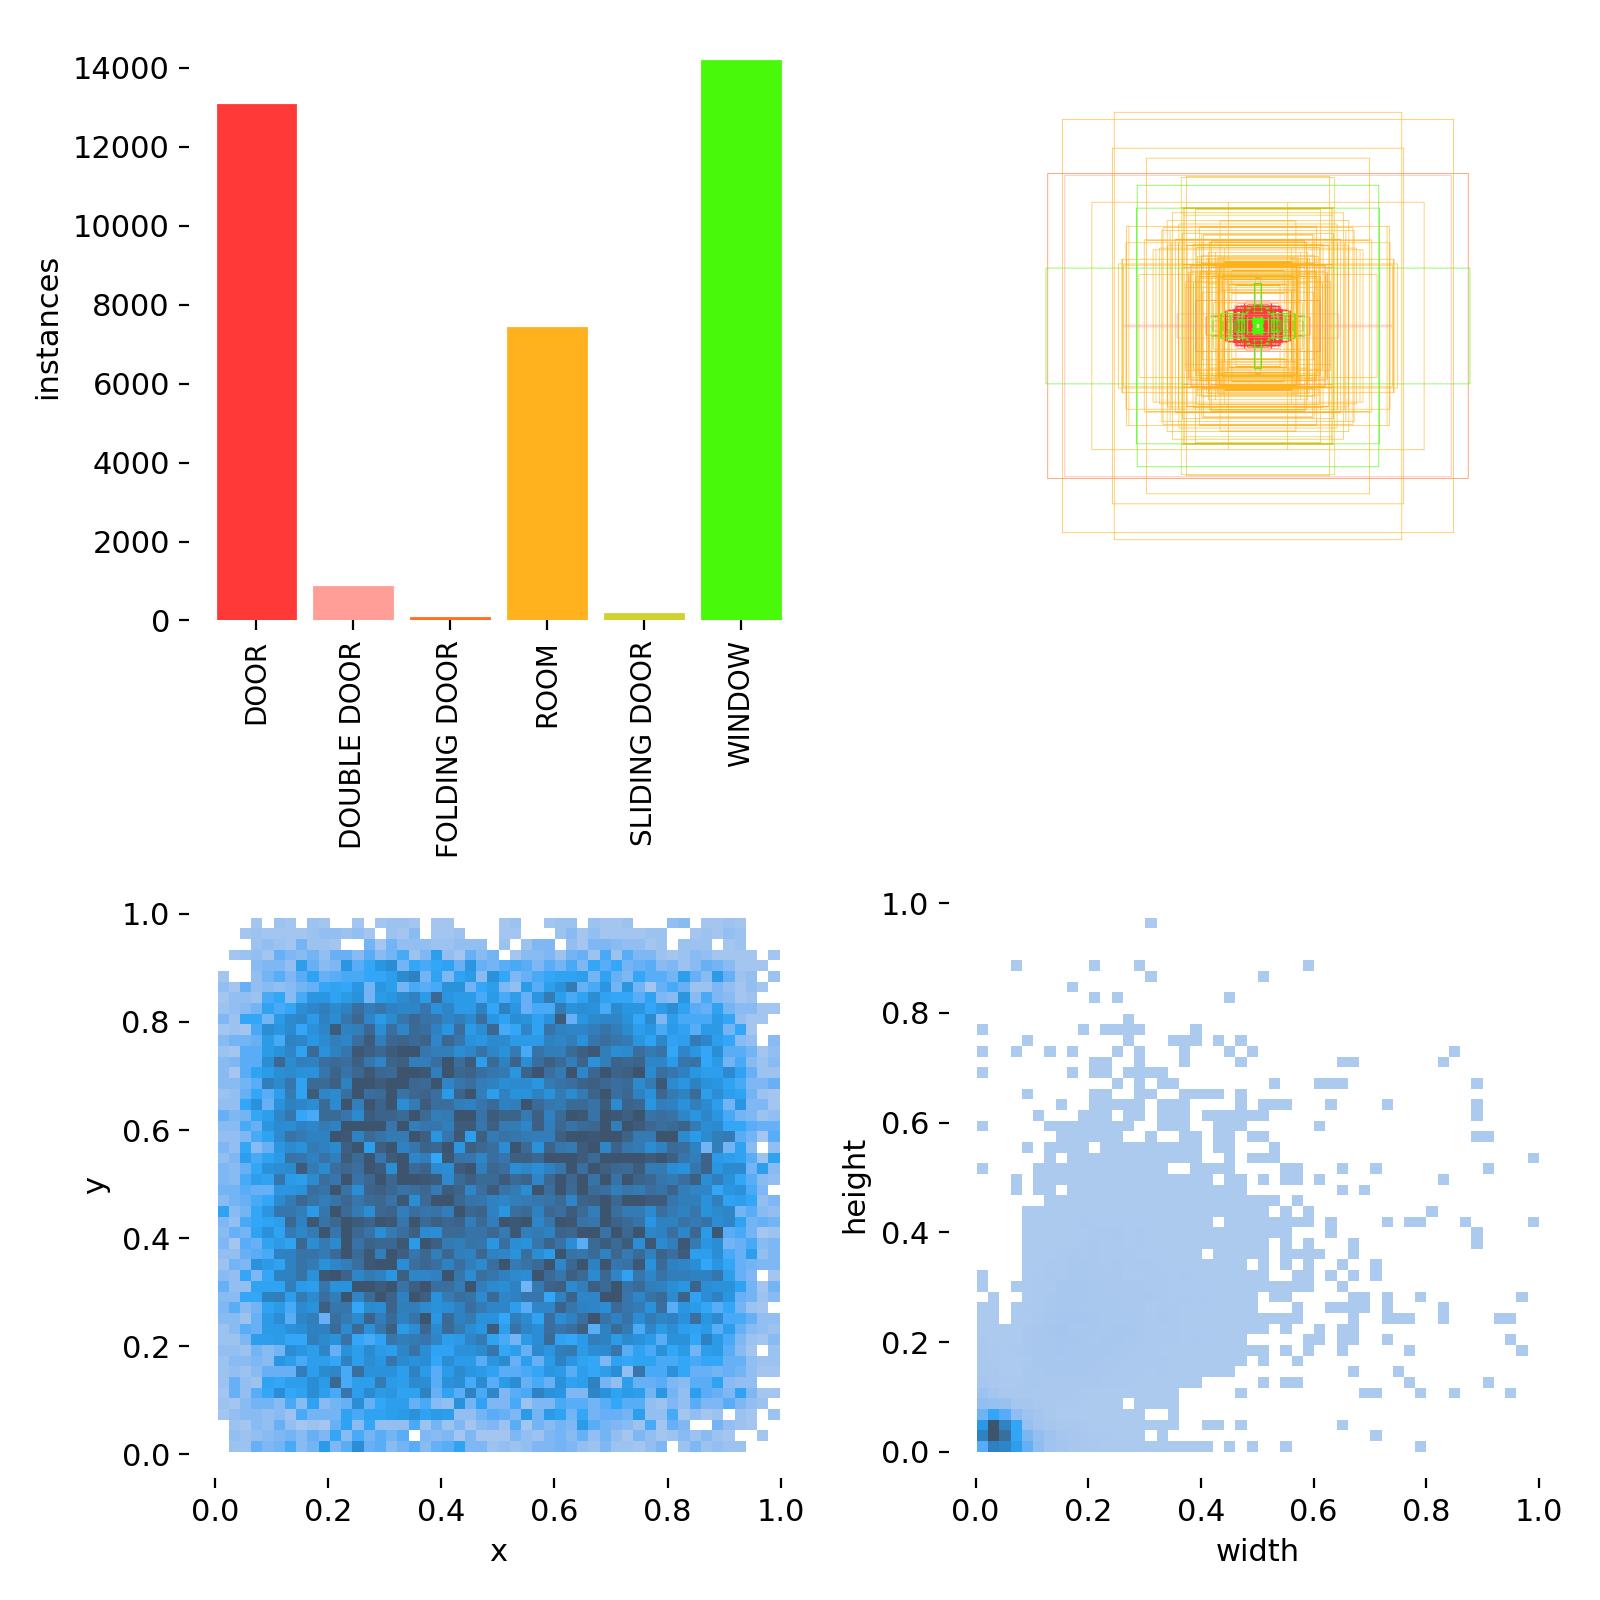 14000
12000
10000
8000
6000
4000
2000
0
instances
DOOR
DOUBLE DOOR
FOLDING DOOR
ROOM
SLIDING DOOR
WINDOW
1.0
0.8
0.6
0.4
0.2
0.0
y
0.0 0.2 0.4 0.6 0.8 1.0
x
1.0
0.8
0.6
0.4
0.2
0.0
height
0.0 0.2 0.4 0.6 0.8 1.0
width